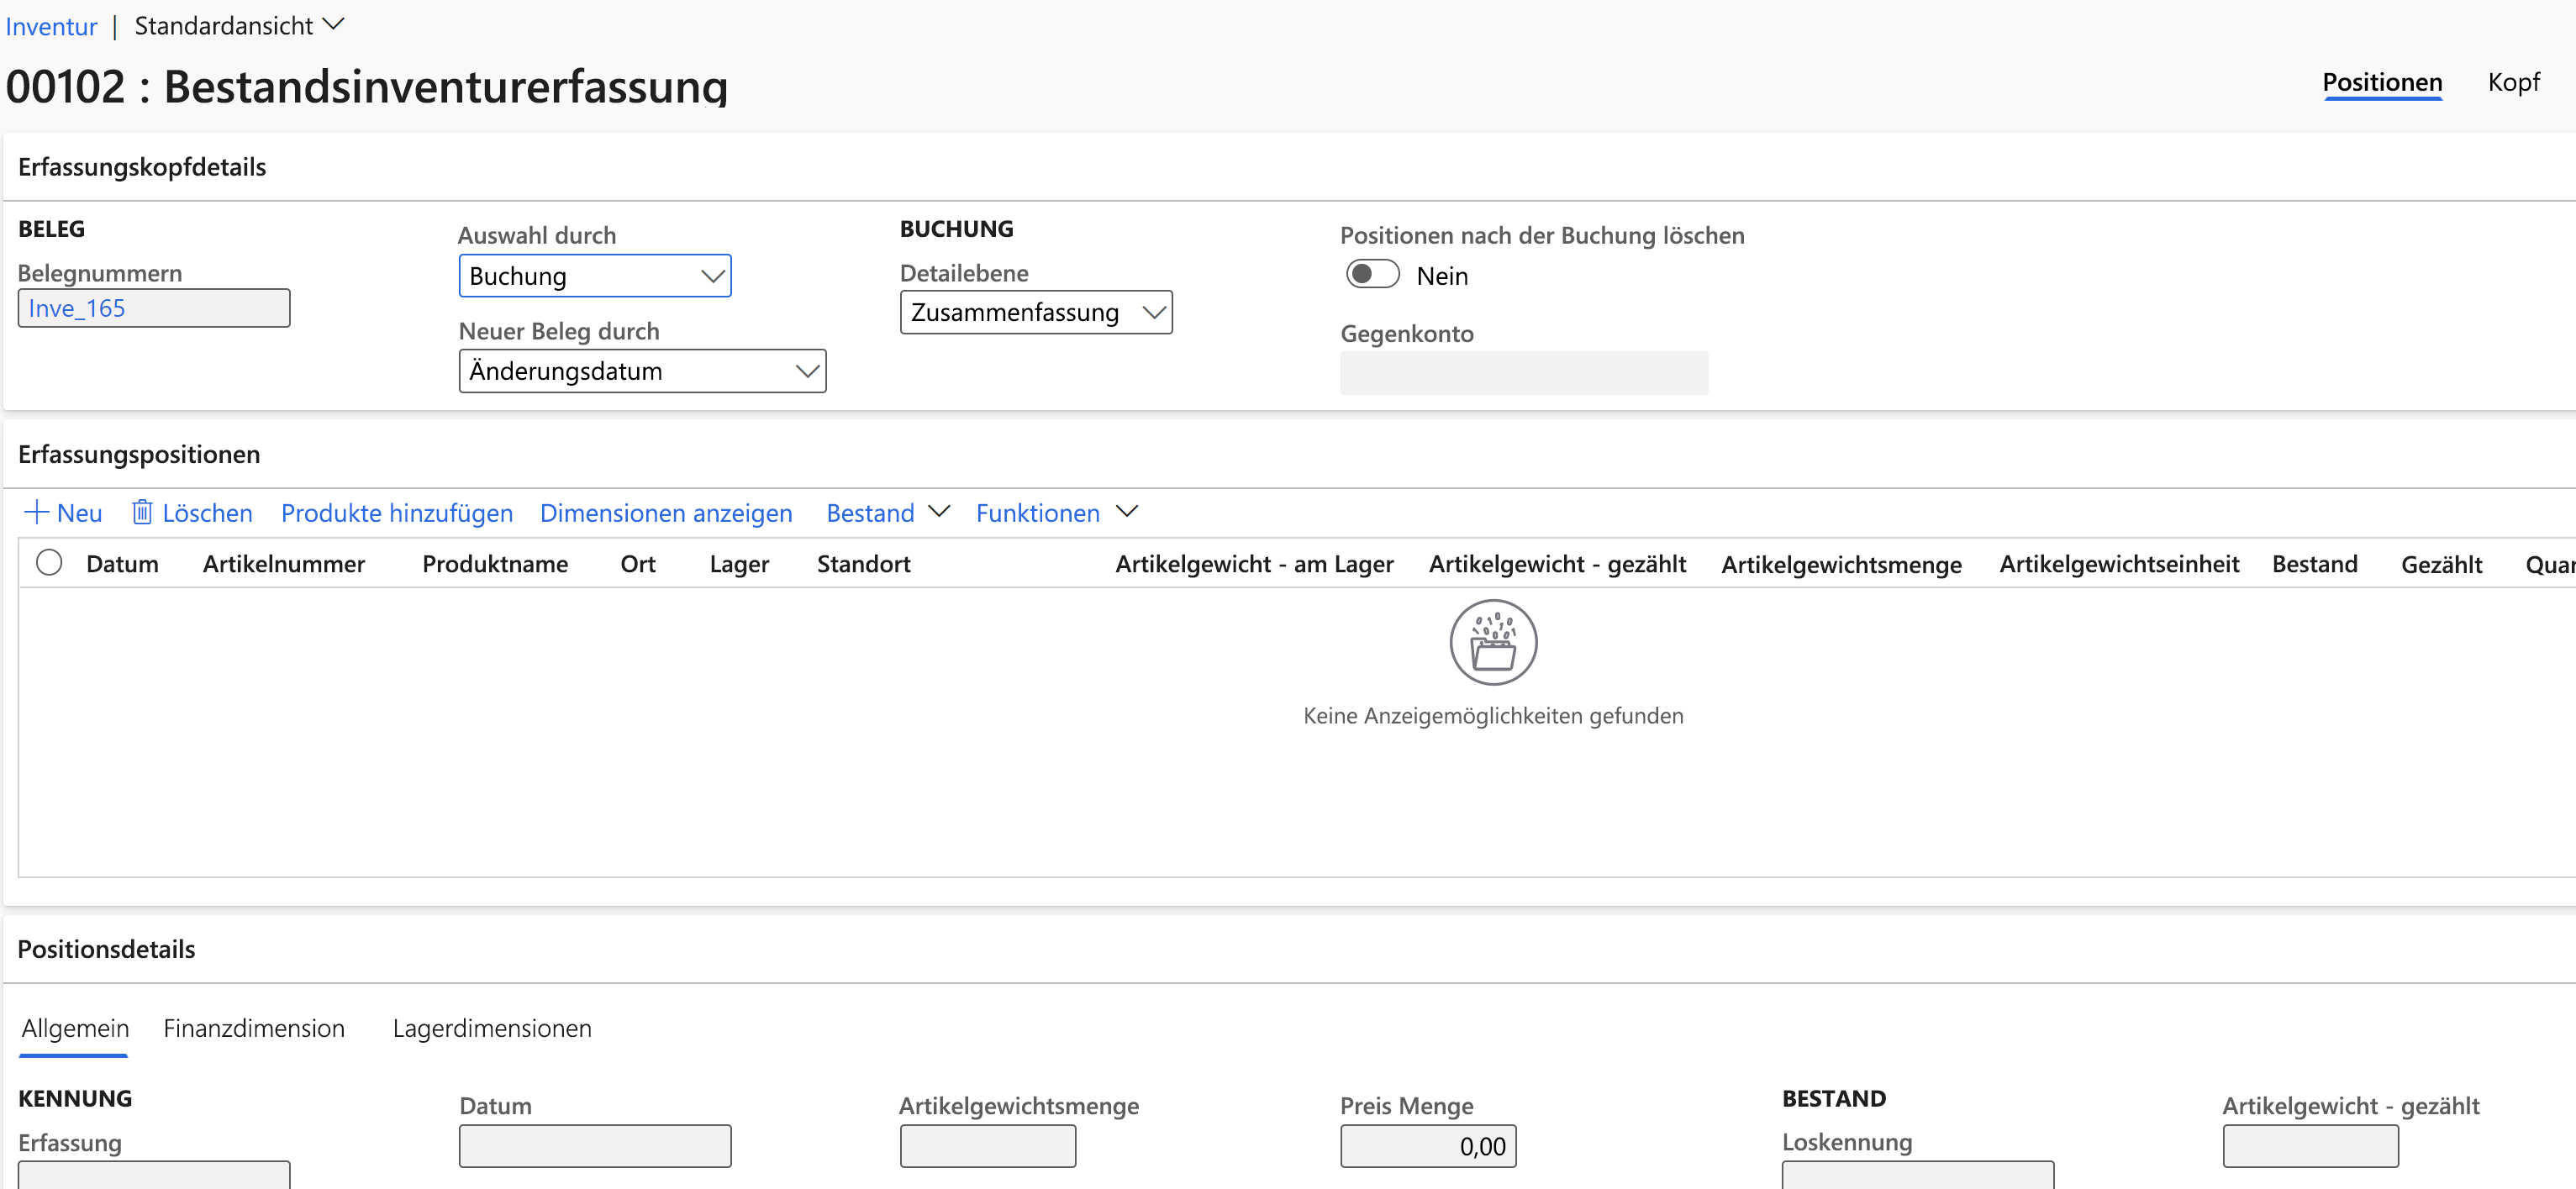 Inventur | Standardansicht
00102 : Bestandsinventurerfassung
Positionen Kopf
Erfassungskopfdetails
BELEG
Belegnummern
Inve_165
Auswahl durch
Buchung
Neuer Beleg durch
Änderungsdatum
BUCHUNG
Detailebene
Zusammenfassung
Positionen nach der Buchung löschen
Nein
Gegenkonto
Erfassungspositionen
Neu Löschen Produkte hinzufügen Dimensionen anzeigen Bestand Funktionen
Datum Artikelnummer Produktname Ort Lager Standort Artikelgewicht - am Lager Artikelgewicht - gezählt Artikelgewichtsmenge Artikelgewichtseinheit Bestand Gezählt
Keine Anzeigemöglichkeiten gefunden
Positionsdetails
Allgemein Finanzdimension Lagerdimensionen
KENNUNG
Erfassung
Datum
Artikelgewichtsmenge
Preis Menge
0,00
BESTAND
Loskennung
Artikelgewicht - gezählt